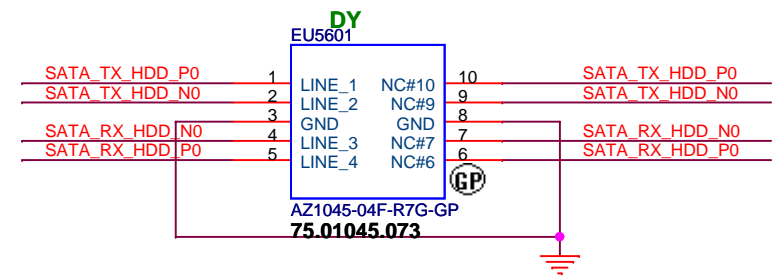 DY
EU5601
SATA_TX_HDD_P0 1 LINE_1 NC#10 10 SATA_TX_HDD_P0
SATA_TX_HDD_N0 2 LINE_2 NC#9 9 SATA_TX_HDD_N0
3 GND GND 8
SATA_RX_HDD_N0 4 LINE_3 NC#7 7 SATA_RX_HDD_N0
SATA_RX_HDD_P0 5 LINE_4 NC#6 6 SATA_RX_HDD_P0
GP
AZ1045-04F-R7G-GP
75.01045.073